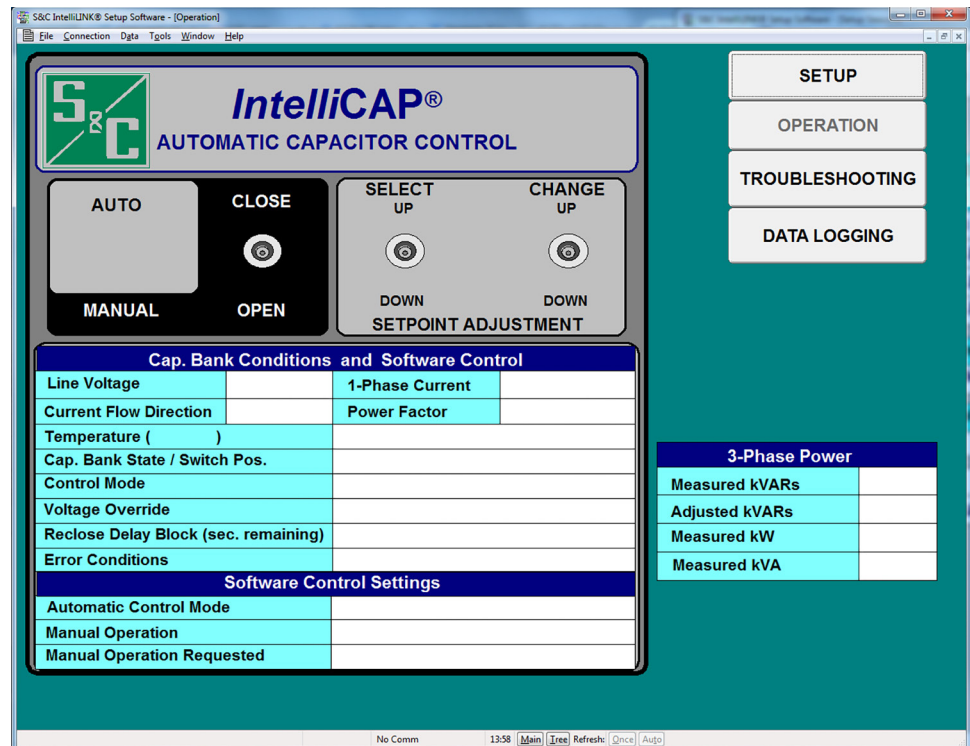 S&C IntelliLINK® Setup Software - [Operation]
File Connection Data Tools Window Help
S&C
IntelliCAP®
AUTOMATIC CAPACITOR CONTROL
AUTO
MANUAL
CLOSE
OPEN
SELECT
UP
DOWN
CHANGE
UP
DOWN
SETPOINT ADJUSTMENT
SETUP
OPERATION
TROUBLESHOOTING
DATA LOGGING
Cap. Bank Conditions and Software Control
Line Voltage
1-Phase Current
Current Flow Direction
Power Factor
Temperature ( )
Cap. Bank State / Switch Pos.
Control Mode
Voltage Override
Reclose Delay Block (sec. remaining)
Error Conditions
Software Control Settings
Automatic Control Mode
Manual Operation
Manual Operation Requested
3-Phase Power
Measured kVARs
Adjusted kVARs
Measured kW
Measured kVA
No Comm 13:58 Main Tree Refresh: Once Auto